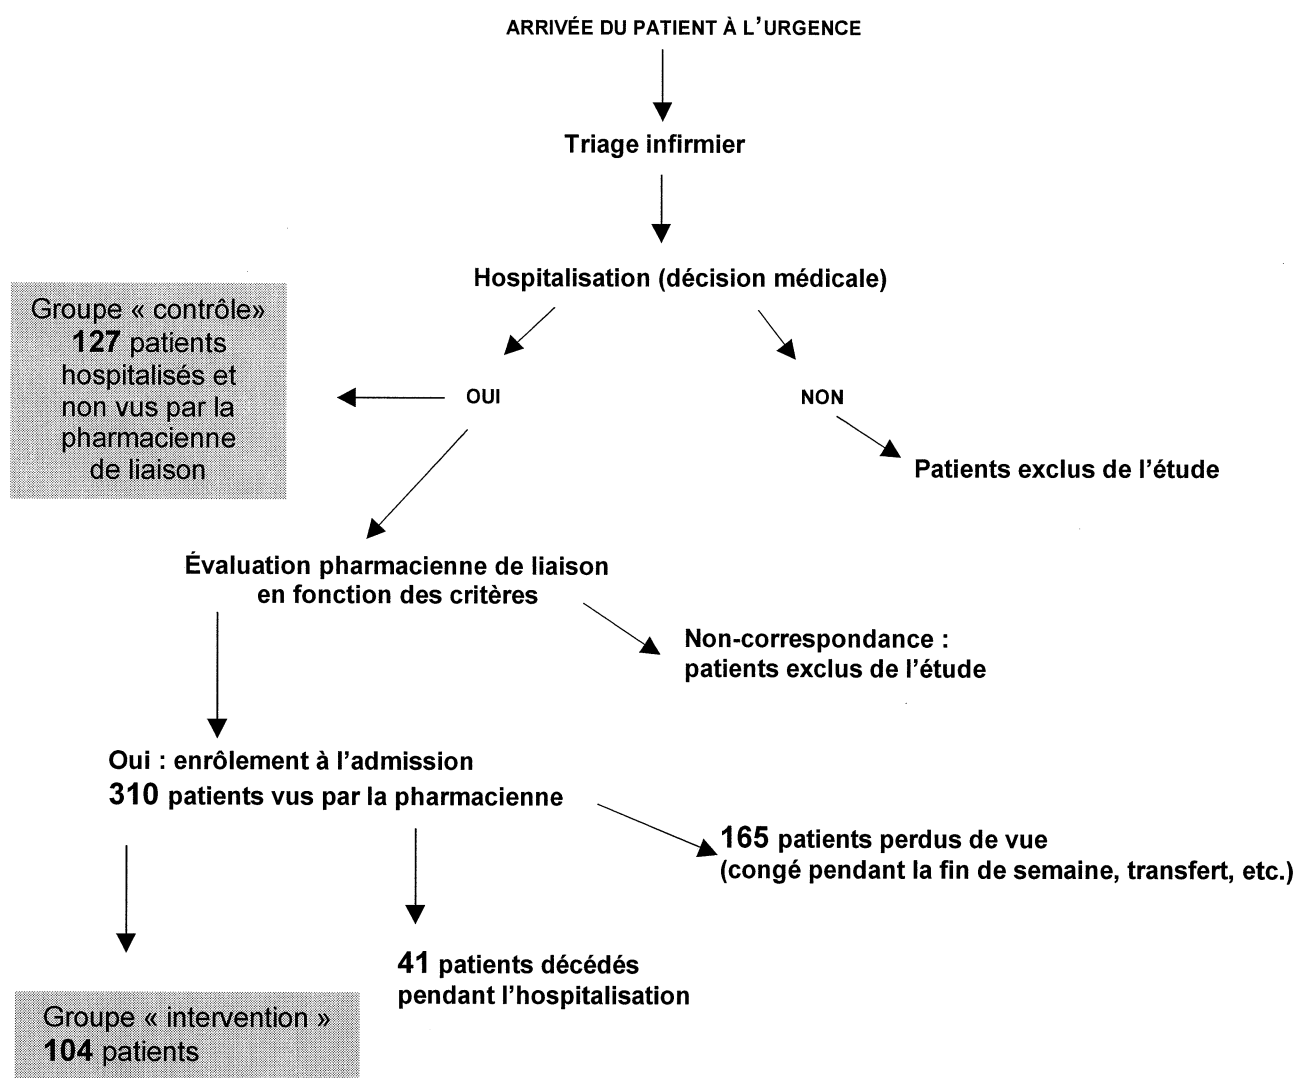 ARRIVÉE DU PATIENT À L’URGENCE
Triage infirmier
Hospitalisation (décision médicale)
Groupe « contrôle»
127 patients
hospitalisés et
non vus par la
pharmacienne
de liaison
OUI
NON
Patients exclus de l’étude
Évaluation pharmacienne de liaison
en fonction des critères
Non-correspondance :
patients exclus de l’étude
Oui : enrôlement à l’admission
310 patients vus par la pharmacienne
165 patients perdus de vue
(congé pendant la fin de semaine, transfert, etc.)
41 patients décédés
pendant l’hospitalisation
Groupe « intervention »
104 patients